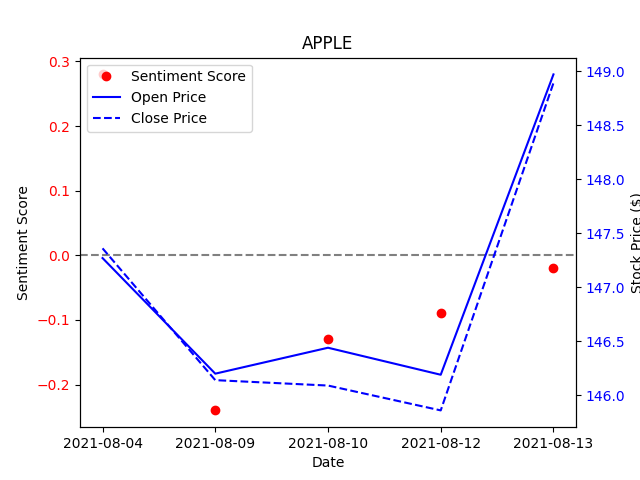 APPLE
Sentiment Score
Open Price
Close Price
0.3
0.2
0.1
0.0
−0.1
−0.2
Sentiment Score
149.0
148.5
148.0
147.5
147.0
146.5
146.0
Stock Price ($)
2021-08-04 2021-08-09 2021-08-10 2021-08-12 2021-08-13
Date